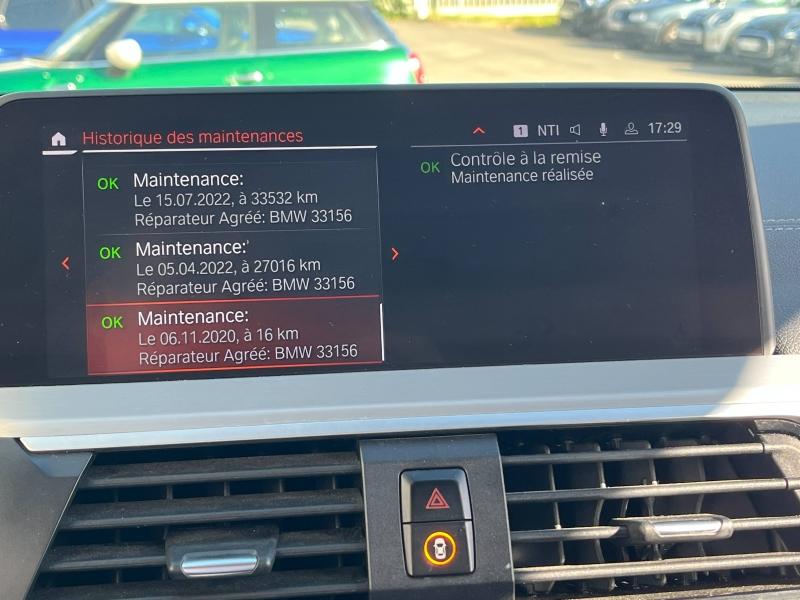 Historique des maintenances
1 NTI 17:29
OK Maintenance:
Le 15.07.2022, à 33532 km
Réparateur Agréé: BMW 33156
OK Maintenance:
Le 05.04.2022, à 27016 km
Réparateur Agréé: BMW 33156
OK Maintenance:
Le 06.11.2020, à 16 km
Réparateur Agréé: BMW 33156
OK Contrôle à la remise
Maintenance réalisée